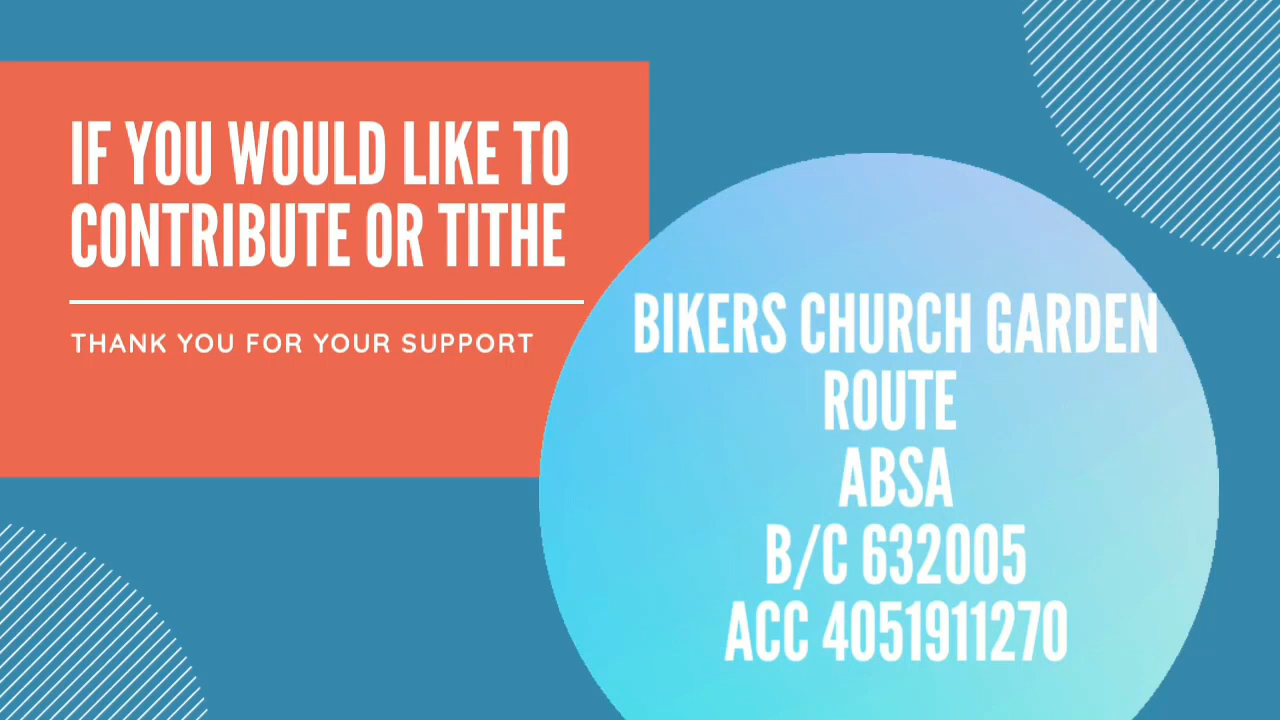 IF YOU WOULD LIKE TO
CONTRIBUTE OR TITHE
THANK YOU FOR YOUR SUPPORT
BIKERS CHURCH GARDEN
ROUTE
ABSA
B/C 632005
ACC 4051911270